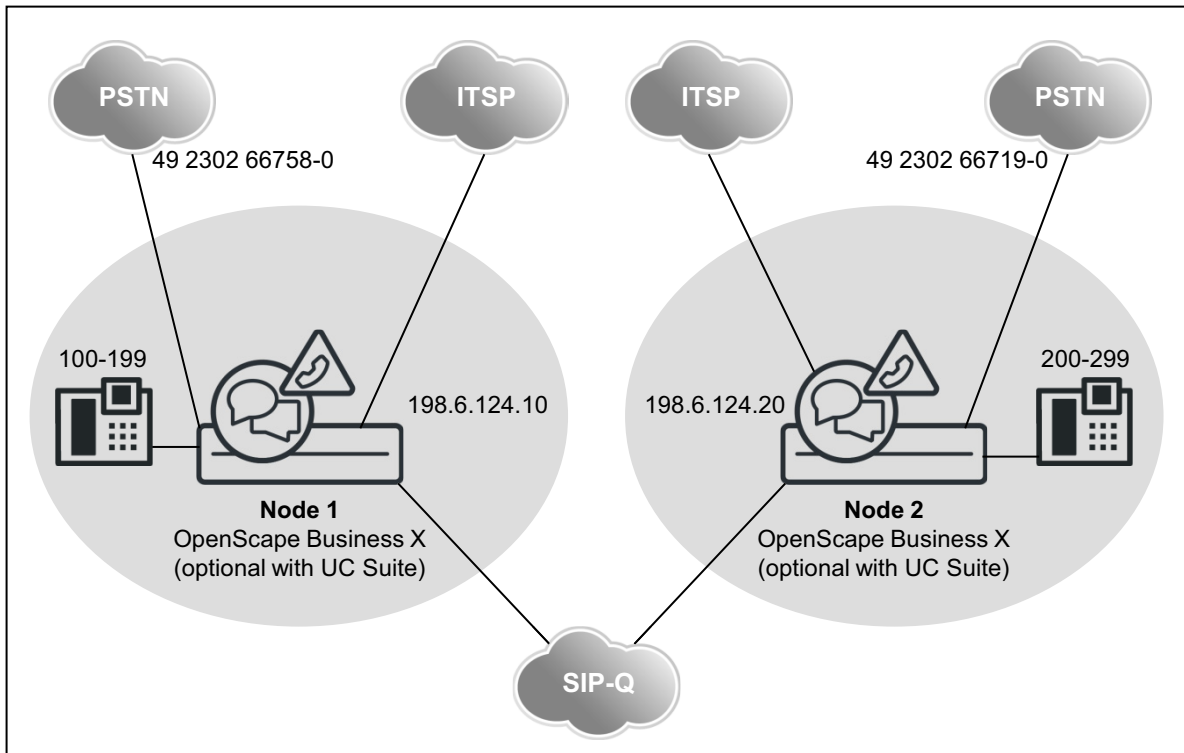 PSTN
ITSP
ITSP
PSTN
49 2302 66758-0
49 2302 66719-0
100-199
200-299
198.6.124.10
198.6.124.20
Node 1
OpenScape Business X
(optional with UC Suite)
Node 2
OpenScape Business X
(optional with UC Suite)
SIP-Q